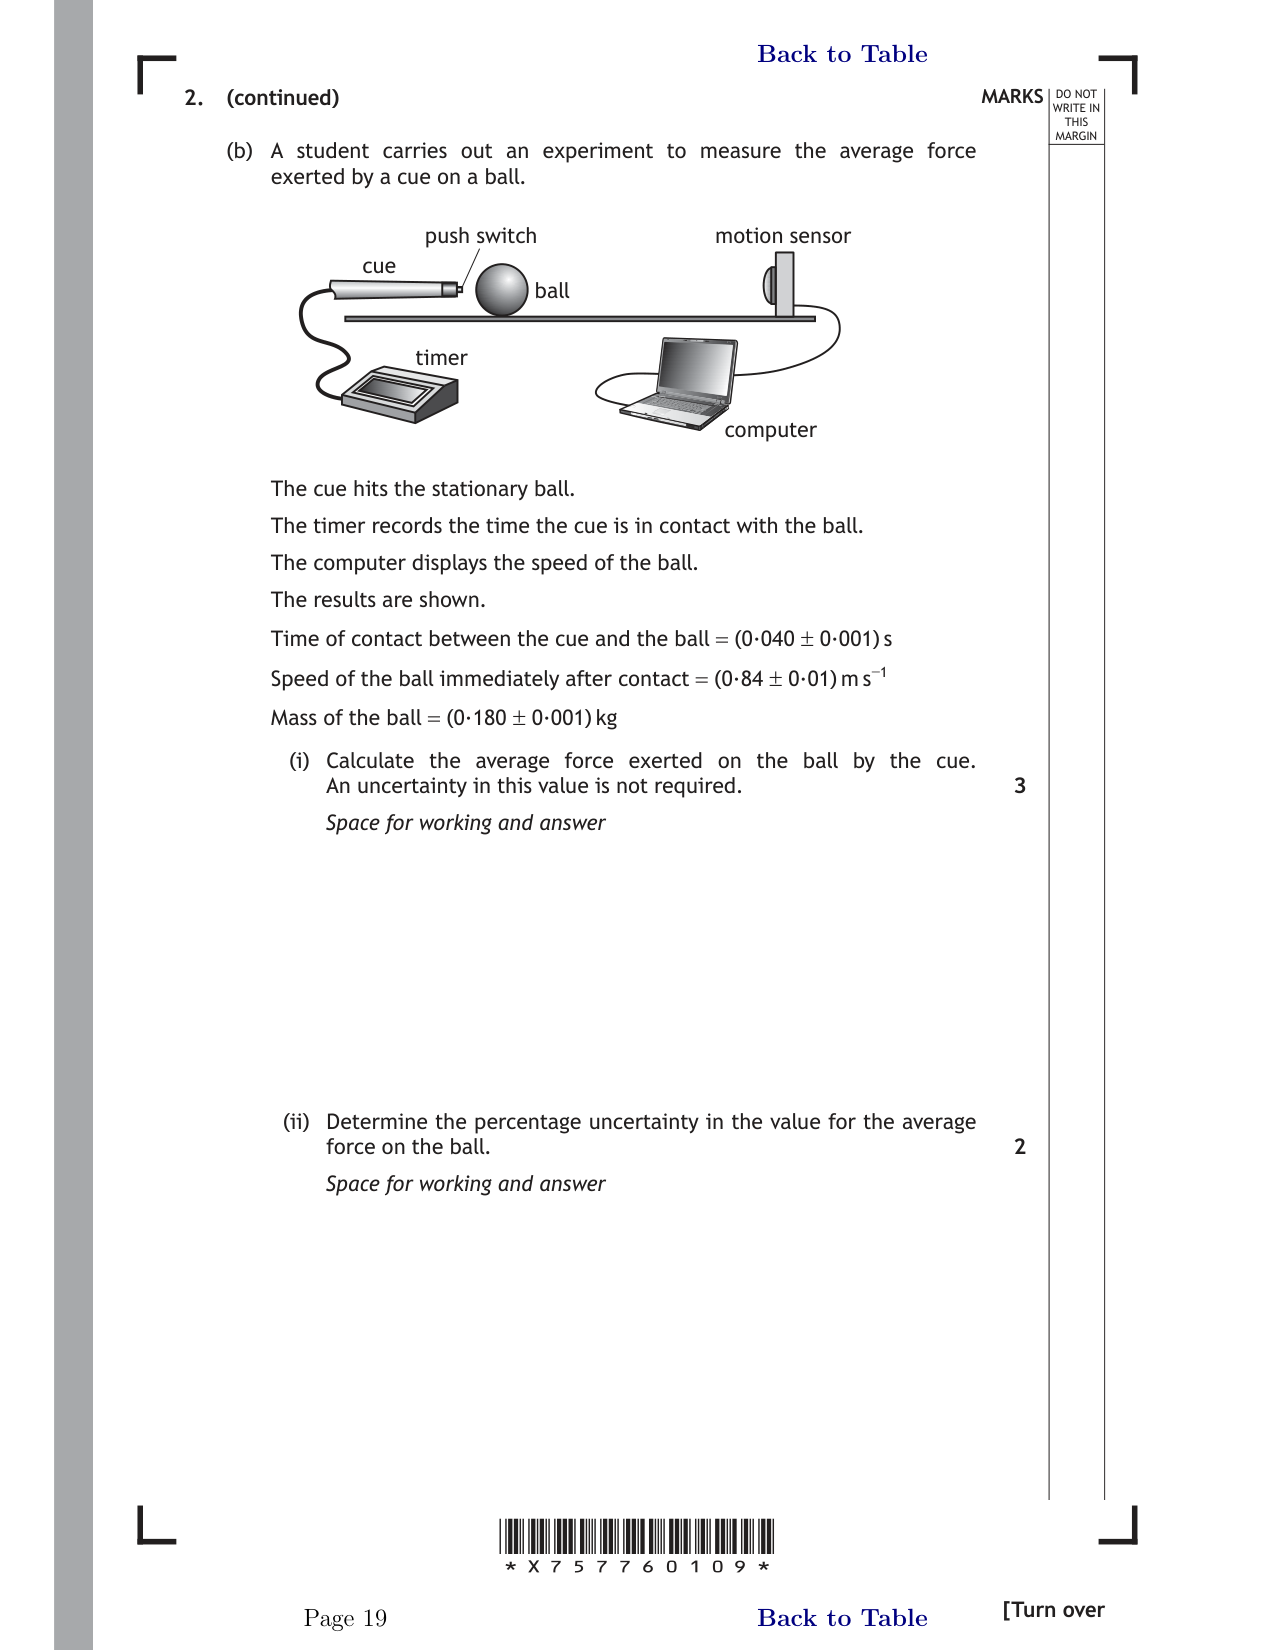 Back to Table
2. (continued)
MARKS
DO NOT
WRITE IN
THIS
MARGIN
(b) A student carries out an experiment to measure the average force
exerted by a cue on a ball.
push switch
motion sensor
cue
ball
timer
computer
The cue hits the stationary ball.
The timer records the time the cue is in contact with the ball.
The computer displays the speed of the ball.
The results are shown.
Time of contact between the cue and the ball = (0·040 ± 0·001) s
Speed of the ball immediately after contact = (0·84 ± 0·01) m s⁻¹
Mass of the ball = (0·180 ± 0·001) kg
(i) Calculate the average force exerted on the ball by the cue.
An uncertainty in this value is not required. 3
Space for working and answer
(ii) Determine the percentage uncertainty in the value for the average
force on the ball. 2
Space for working and answer
* X 7 5 7 7 6 0 1 0 9 *
[Turn over
Page 19
Back to Table